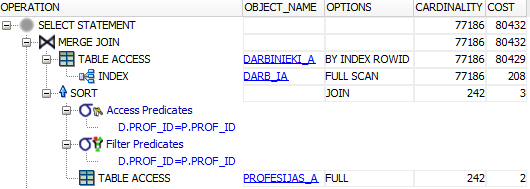 OPERATION OBJECT_NAME OPTIONS CARDINALITY COST
SELECT STATEMENT 77186 80432
MERGE JOIN 77186 80432
TABLE ACCESS DARBINIEKI_A BY INDEX ROWID 77186 80429
INDEX DARB_IA FULL SCAN 77186 208
SORT JOIN 242 3
Access Predicates
D.PROF_ID=P.PROF_ID
Filter Predicates
D.PROF_ID=P.PROF_ID
TABLE ACCESS PROFESIJAS_A FULL 242 2